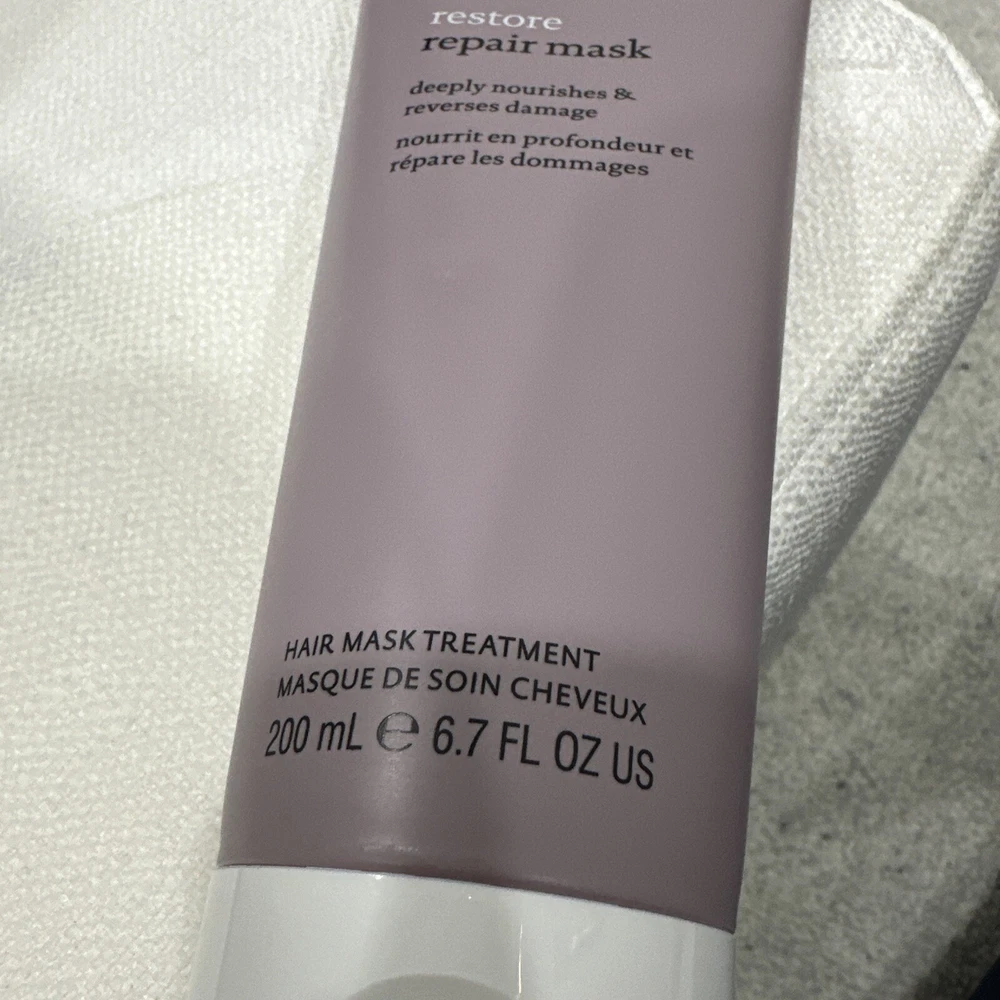 restore
repair mask
deeply nourishes &
reverses damage
nourrit en profondeur et
répare les dommages
HAIR MASK TREATMENT
MASQUE DE SOIN CHEVEUX
200 mL ℮ 6.7 FL OZ US